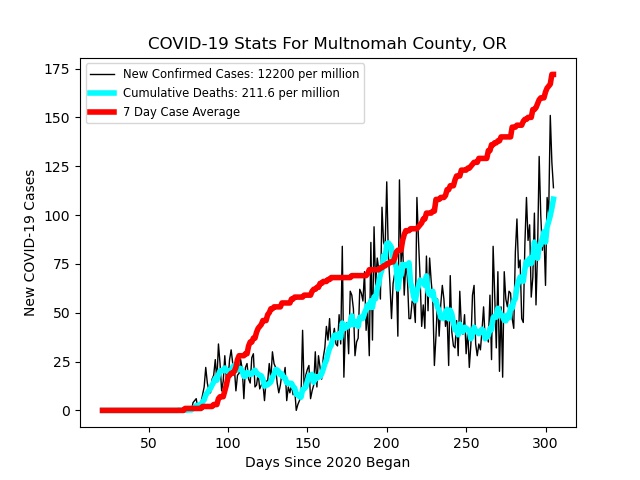 COVID-19 Stats For Multnomah County, OR
New Confirmed Cases: 12200 per million
Cumulative Deaths: 211.6 per million
7 Day Case Average
175
150
125
100
75
50
25
0
New COVID-19 Cases
50 100 150 200 250 300
Days Since 2020 Began